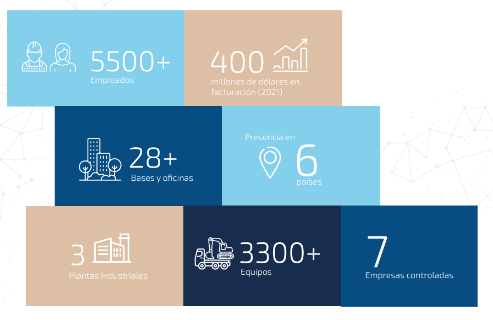 5500+
Empleados
400
millones de dólares en
facturación (2021).
28+
Bases y oficinas
Presencia en
6
países
3
Plantas Industriales
3300+
Equipos
7
Empresas controladas